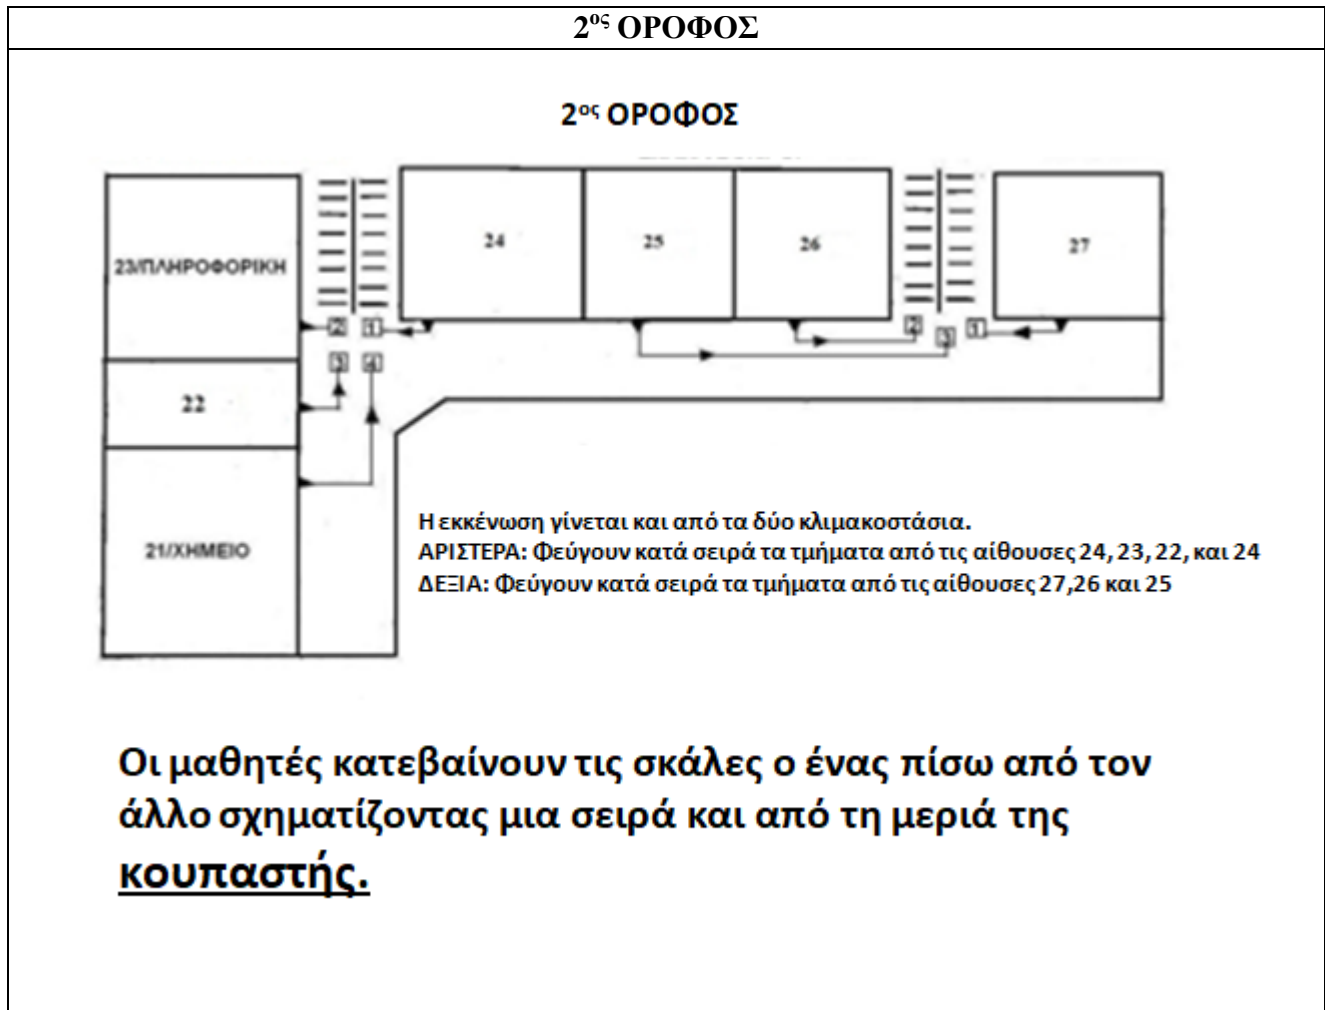 2ος ΟΡΟΦΟΣ
2ος ΟΡΟΦΟΣ
23/ΠΛΗΡΟΦΟΡΙΚΗ
24
25
26
27
2
1
2
3
1
3
4
22
21/ΧΗΜΕΙΟ
Η εκκένωση γίνεται και από τα δύο κλιμακοστάσια.
ΑΡΙΣΤΕΡΑ: Φεύγουν κατά σειρά τα τμήματα από τις αίθουσες 24, 23, 22, και 24
ΔΕΞΙΑ: Φεύγουν κατά σειρά τα τμήματα από τις αίθουσες 27,26 και 25
Οι μαθητές κατεβαίνουν τις σκάλες ο ένας πίσω από τον
άλλο σχηματίζοντας μια σειρά και από τη μεριά της
κουπαστής.